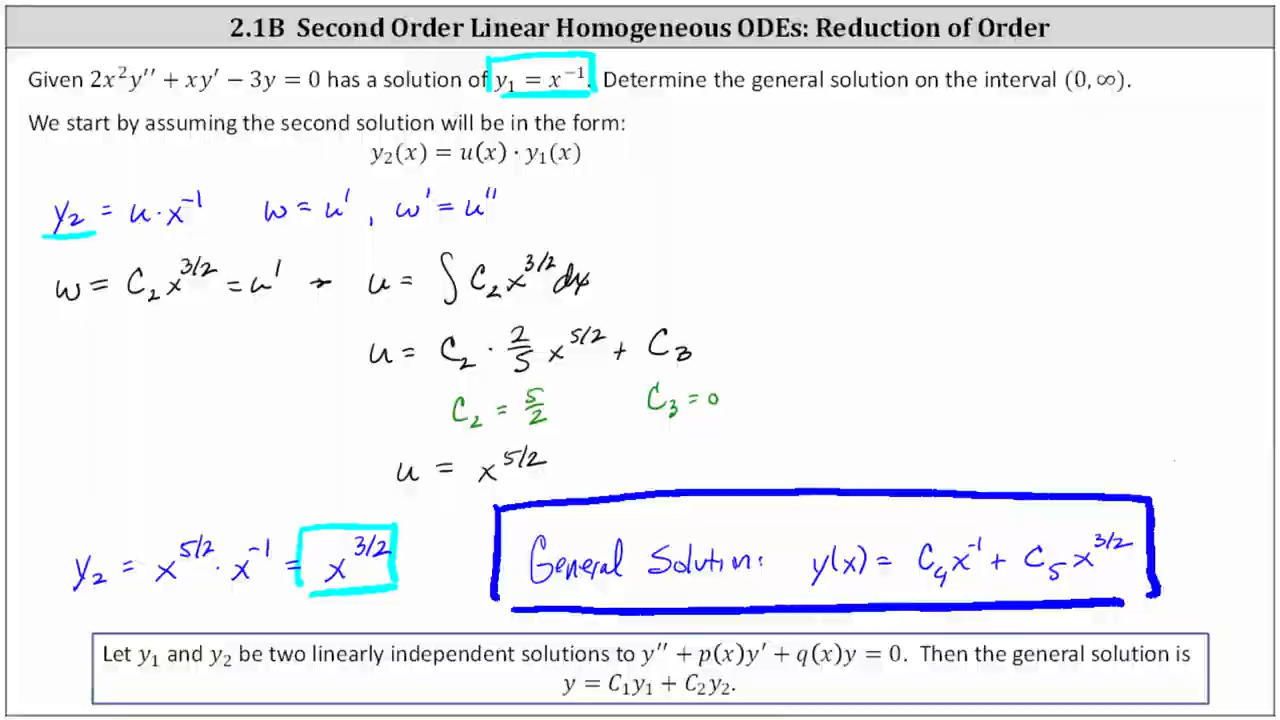 2.1B Second Order Linear Homogeneous ODEs: Reduction of Order
Given 2x²y′′ + xy′ − 3y = 0 has a solution of y₁ = x⁻¹. Determine the general solution on the interval (0, ∞).
We start by assuming the second solution will be in the form:
y₂(x) = u(x) · y₁(x)
y₂ = u · x⁻¹ w = u' , w' = u''
w = C₂ x^(3/2) = u' → u = ∫ C₂ x^(3/2) dx
u = C₂ · 2/5 x^(5/2) + C₃
C₂ = 5/2 C₃ = 0
u = x^(5/2)
y₂ = x^(5/2) · x⁻¹ = x^(3/2)
General Solution: y(x) = C₄x⁻¹ + C₅x^(3/2)
Let y₁ and y₂ be two linearly independent solutions to y′′ + p(x)y′ + q(x)y = 0. Then the general solution is
y = C₁y₁ + C₂y₂.